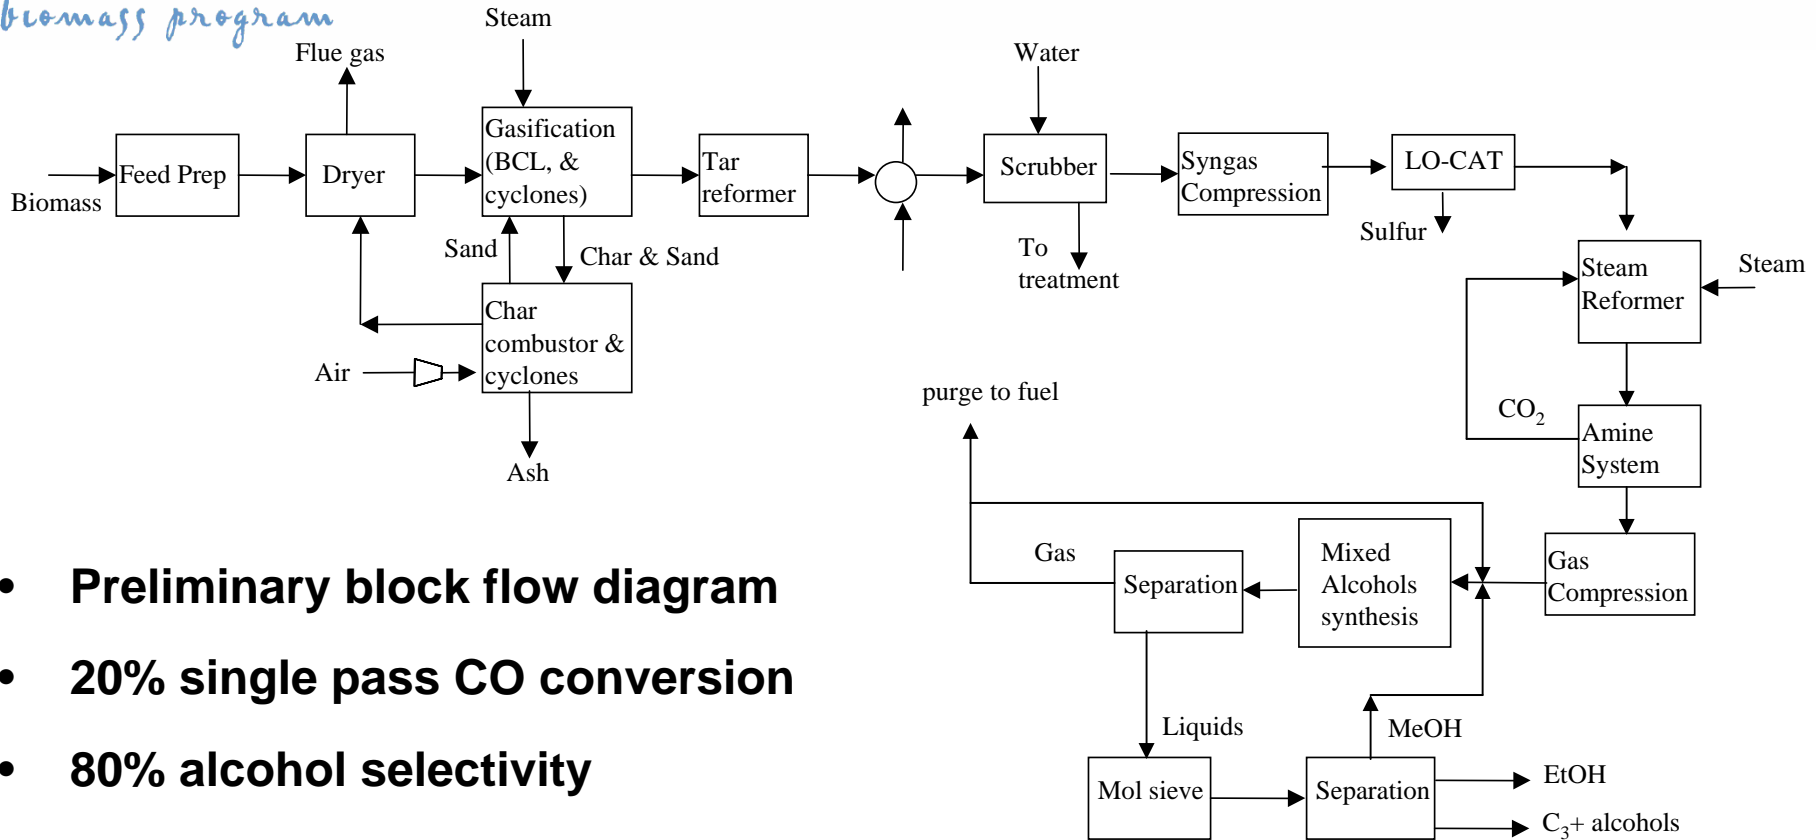 biomass program
Steam
Flue gas
Water
Biomass
Feed Prep
Dryer
Gasification
(BCL, &
cyclones)
Tar
reformer
Scrubber
Syngas
Compression
LO-CAT
Sulfur
Sand
Char & Sand
To
treatment
Steam
Reformer
Steam
Char
combustor &
cyclones
Air
Ash
purge to fuel
CO₂
Amine
System
Gas
Compression
Gas
Separation
Mixed
Alcohols
synthesis
• Preliminary block flow diagram
• 20% single pass CO conversion
• 80% alcohol selectivity
Liquids
MeOH
Mol sieve
Separation
EtOH
C₃+ alcohols